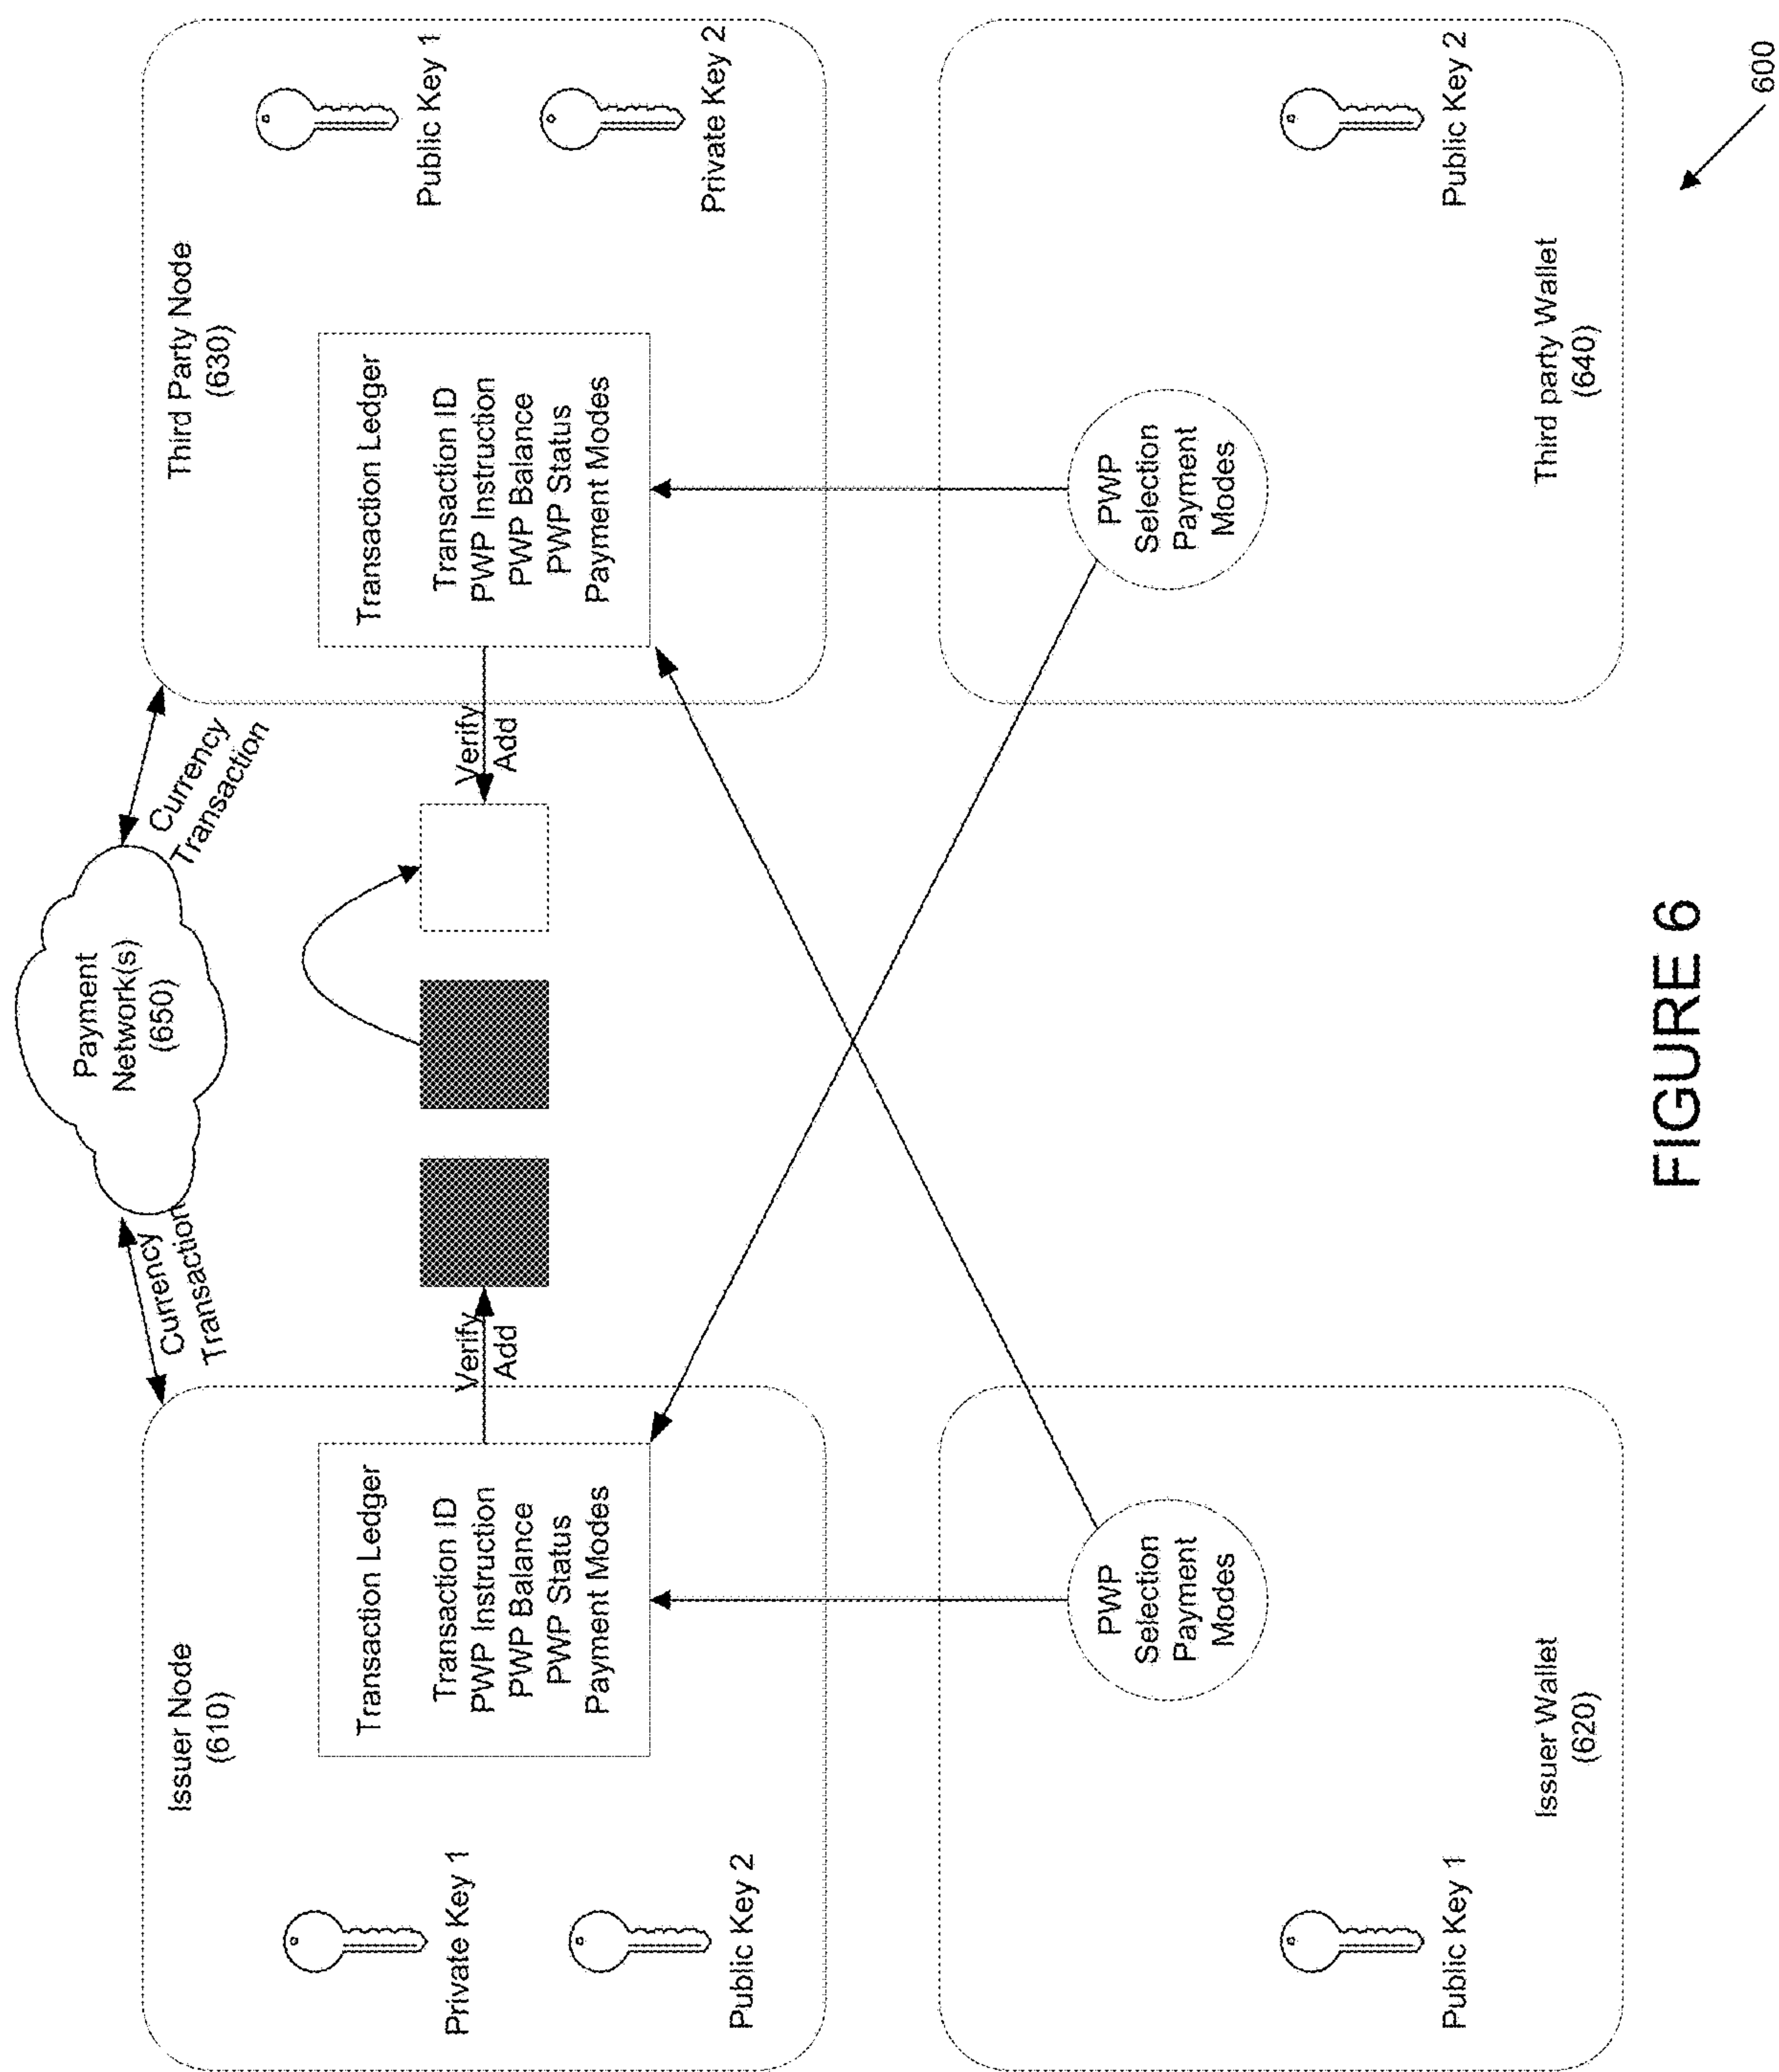 Payment
Network(s)
(650)
Currency
Transaction
Currency
Transaction
Issuer Node
(610)
Private Key 1
Public Key 2
Transaction Ledger
Transaction ID
PWP Instruction
PWP Balance
PWP Status
Payment Modes
Verify
Add
Verify
Add
Third Party Node
(630)
Transaction Ledger
Transaction ID
PWP Instruction
PWP Balance
PWP Status
Payment Modes
Public Key 1
Private Key 2
PWP
Selection
Payment
Modes
Public Key 1
Issuer Wallet
(620)
PWP
Selection
Payment
Modes
Public Key 2
Third party Wallet
(640)
600
FIGURE 6